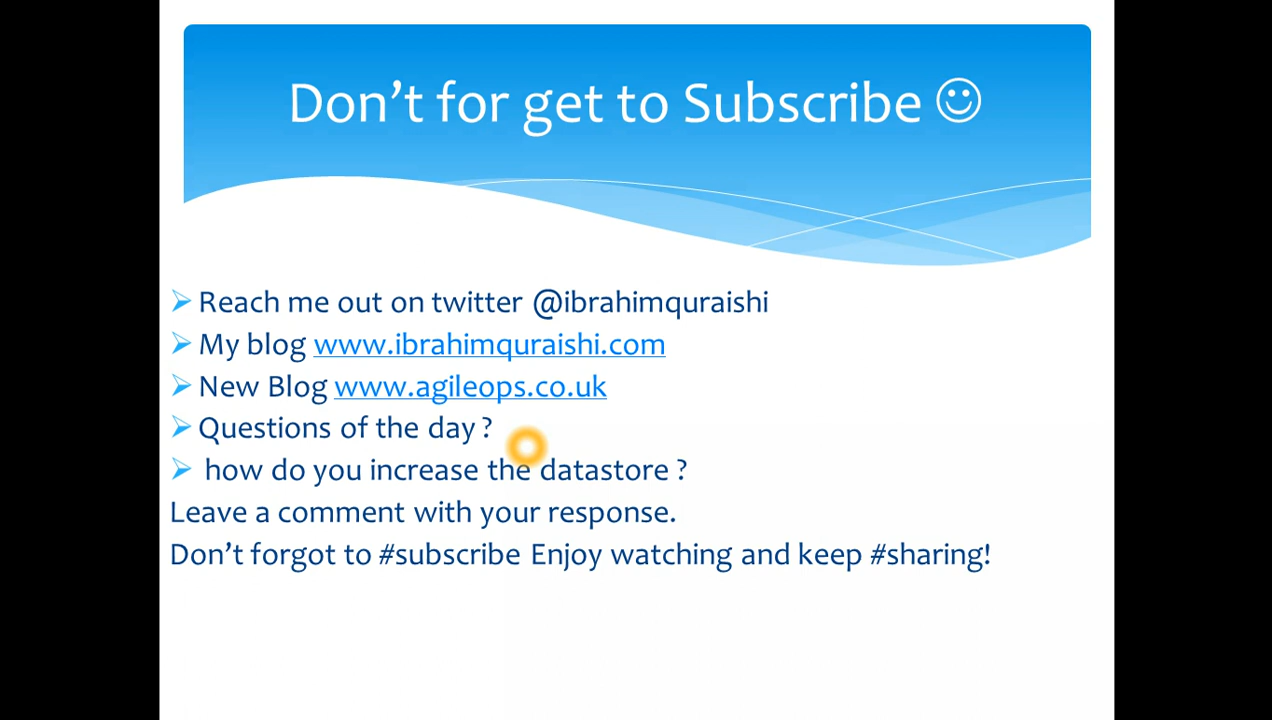 Don't for get to Subscribe ☺
Reach me out on twitter @ibrahimquraishi
My blog www.ibrahimquraishi.com
New Blog www.agileops.co.uk
Questions of the day ?
how do you increase the datastore ?
Leave a comment with your response.
Don't forgot to #subscribe Enjoy watching and keep #sharing!